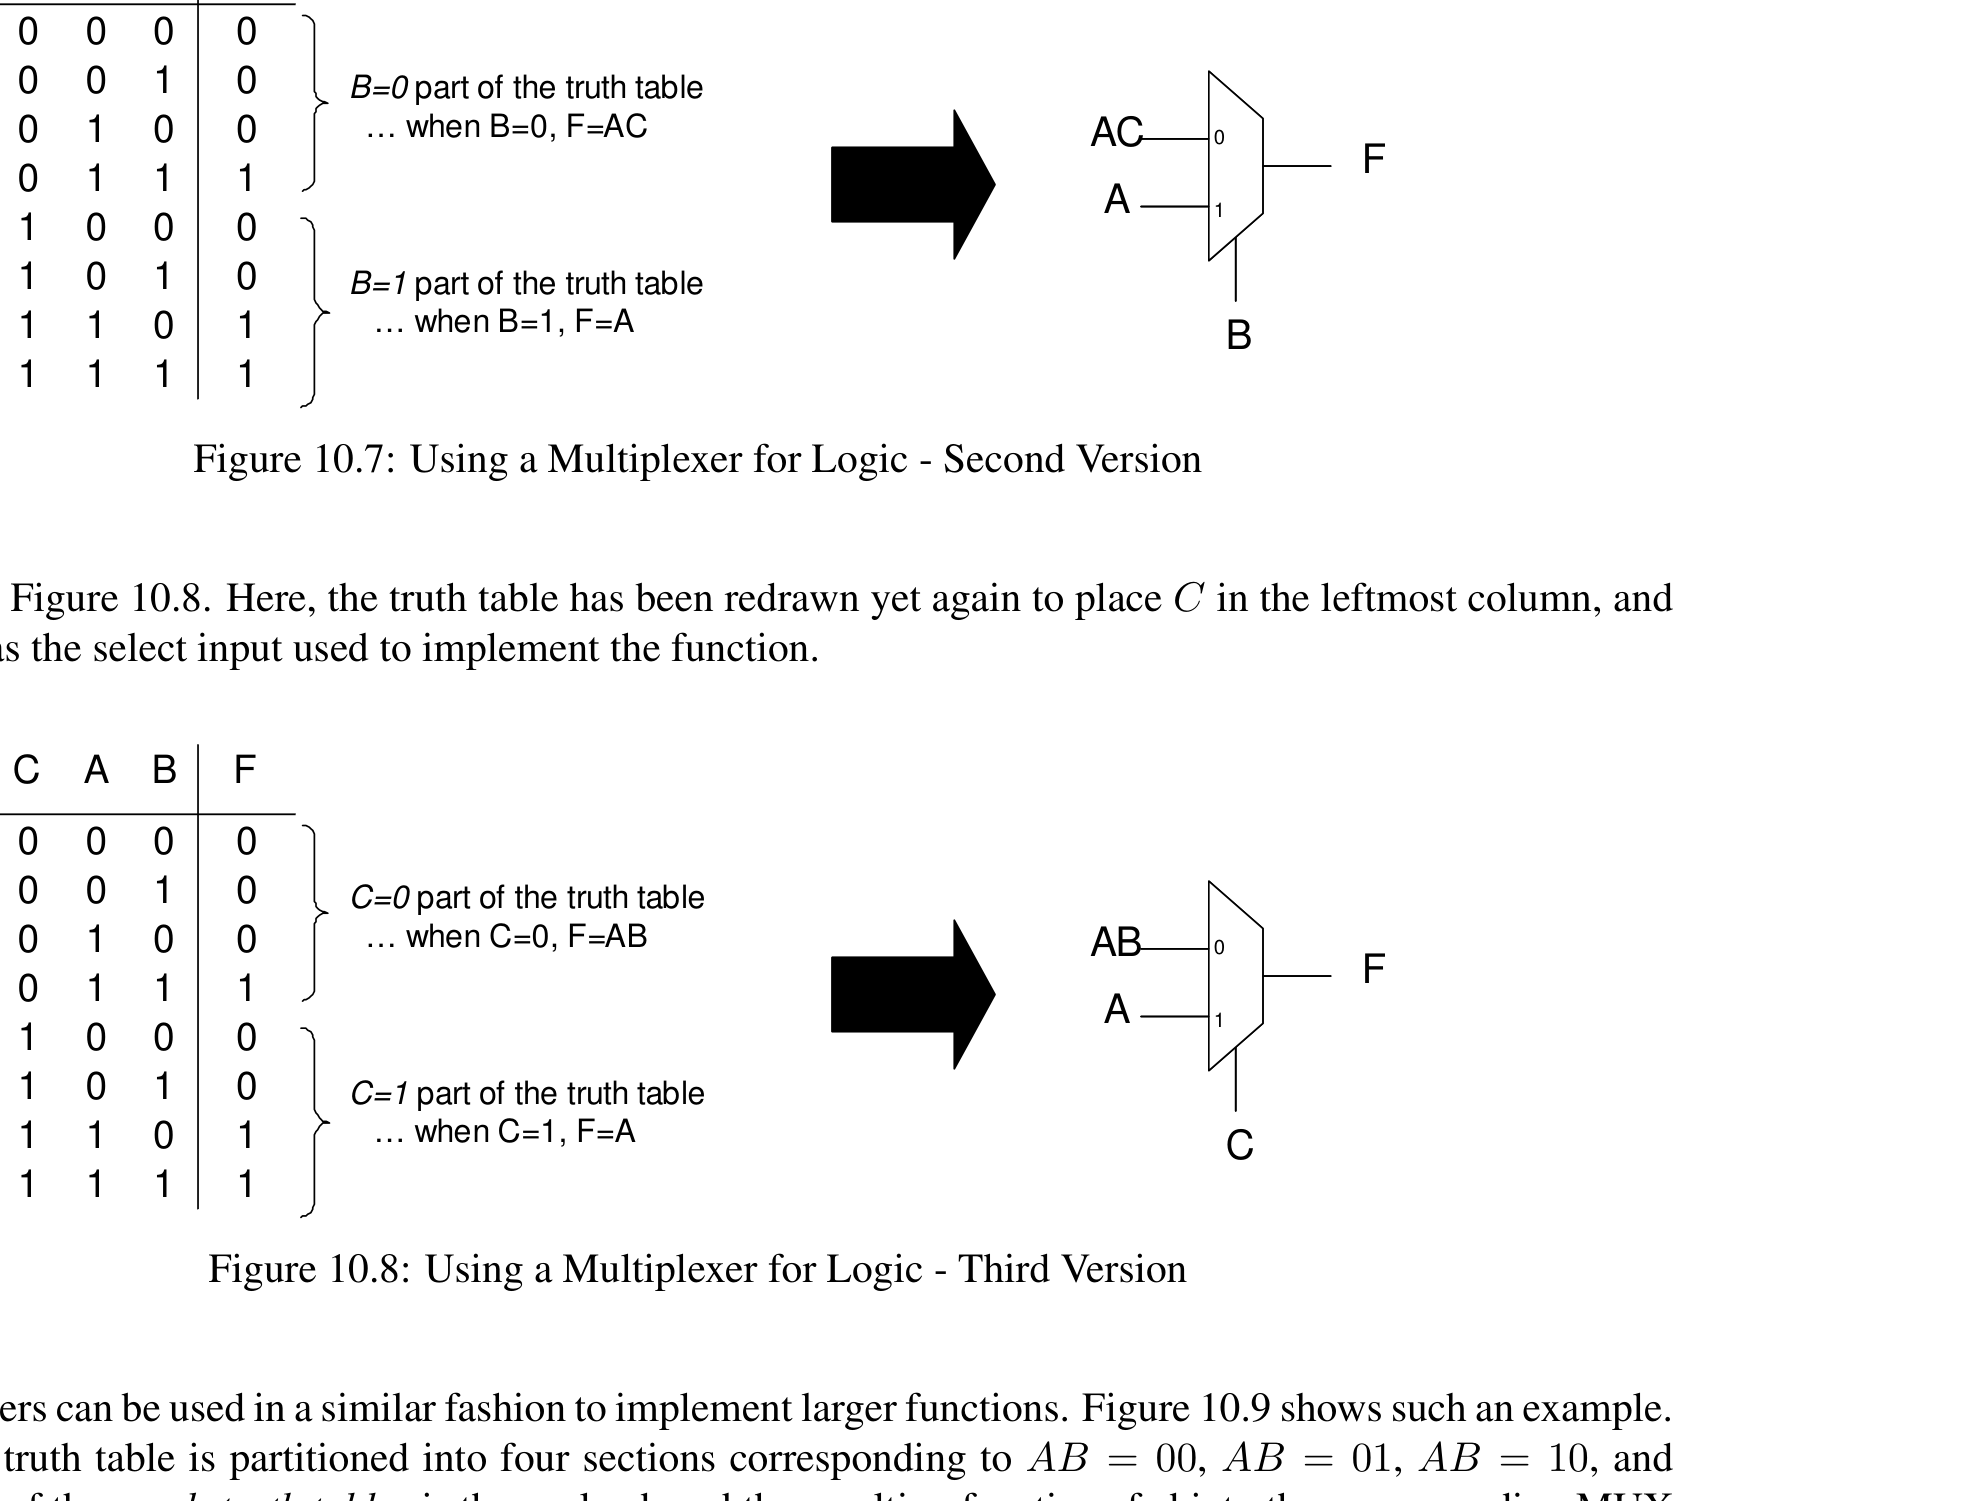 0 0 0 0
0 0 1 0
0 1 0 0
0 1 1 1
1 0 0 0
1 0 1 0
1 1 0 1
1 1 1 1
B=0 part of the truth table
... when B=0, F=AC
B=1 part of the truth table
... when B=1, F=A
AC
0
A
1
F
B
Figure 10.7: Using a Multiplexer for Logic - Second Version
Figure 10.8. Here, the truth table has been redrawn yet again to place C in the leftmost column, and
as the select input used to implement the function.
C A B F
0 0 0 0
0 0 1 0
0 1 0 0
0 1 1 1
1 0 0 0
1 0 1 0
1 1 0 1
1 1 1 1
C=0 part of the truth table
... when C=0, F=AB
C=1 part of the truth table
... when C=1, F=A
AB
0
A
1
F
C
Figure 10.8: Using a Multiplexer for Logic - Third Version
ers can be used in a similar fashion to implement larger functions. Figure 10.9 shows such an example.
truth table is partitioned into four sections corresponding to AB = 00, AB = 01, AB = 10, and